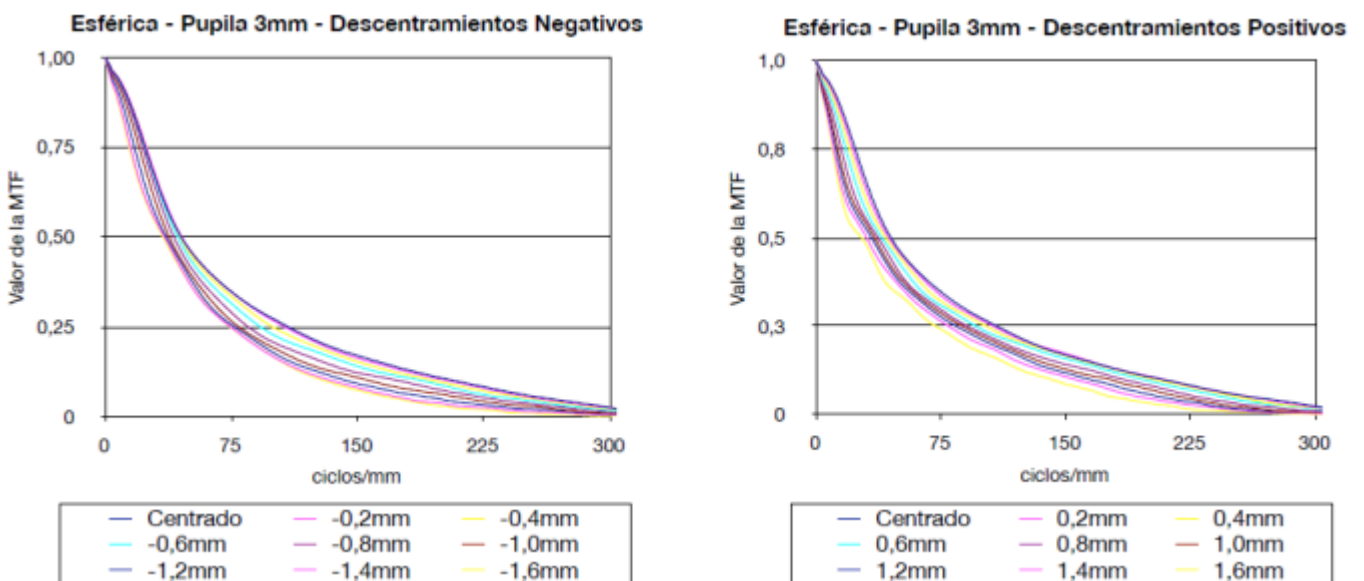 Esférica - Pupila 3mm - Descentramientos Negativos
1,00
0,75
0,50
0,25
0
Valor de la MTF
0 75 150 225 300
ciclos/mm
Centrado -0,2mm -0,4mm
-0,6mm -0,8mm -1,0mm
-1,2mm -1,4mm -1,6mm
Esférica - Pupila 3mm - Descentramientos Positivos
1,0
0,8
0,5
0,3
0
Valor de la MTF
0 75 150 225 300
ciclos/mm
Centrado 0,2mm 0,4mm
0,6mm 0,8mm 1,0mm
1,2mm 1,4mm 1,6mm